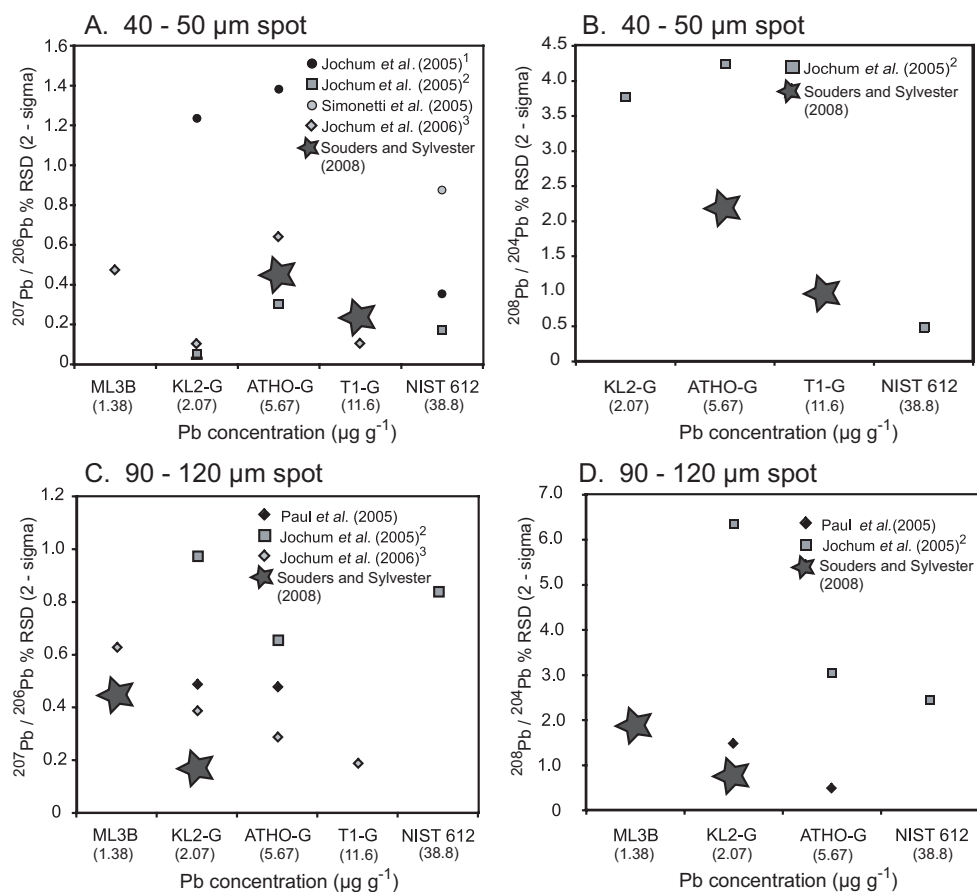 A. 40 - 50 µm spot
207Pb / 206Pb % RSD (2 - sigma)
1.6
1.4
1.2
1.0
0.8
0.6
0.4
0.2
0
Jochum et al. (2005)1
Jochum et al. (2005)2
Simonetti et al. (2005)
Jochum et al. (2006)3
Souders and Sylvester
(2008)
ML3B KL2-G ATHO-G T1-G NIST 612
(1.38) (2.07) (5.67) (11.6) (38.8)
Pb concentration (µg g-1)
B. 40 - 50 µm spot
208Pb / 204Pb % RSD (2 - sigma)
4.5
4.0
3.5
3.0
2.5
2.0
1.5
1.0
0.5
0
Jochum et al. (2005)2
Souders and Sylvester
(2008)
KL2-G ATHO-G T1-G NIST 612
(2.07) (5.67) (11.6) (38.8)
Pb concentration (µg g-1)
C. 90 - 120 µm spot
207Pb / 206Pb % RSD (2 - sigma)
1.2
1.0
0.8
0.6
0.4
0.2
0
Paul et al. (2005)
Jochum et al. (2005)2
Jochum et al. (2006)3
Souders and Sylvester
(2008)
ML3B KL2-G ATHO-G T1-G NIST 612
(1.38) (2.07) (5.67) (11.6) (38.8)
Pb concentration (µg g-1)
D. 90 - 120 µm spot
208Pb / 204Pb % RSD (2 - sigma)
7.0
6.0
5.0
4.0
3.0
2.0
1.0
0
Paul et al.(2005)
Jochum et al. (2005)2
Souders and Sylvester
(2008)
ML3B KL2-G ATHO-G NIST 612
(1.38) (2.07) (5.67) (38.8)
Pb concentration (µg g-1)